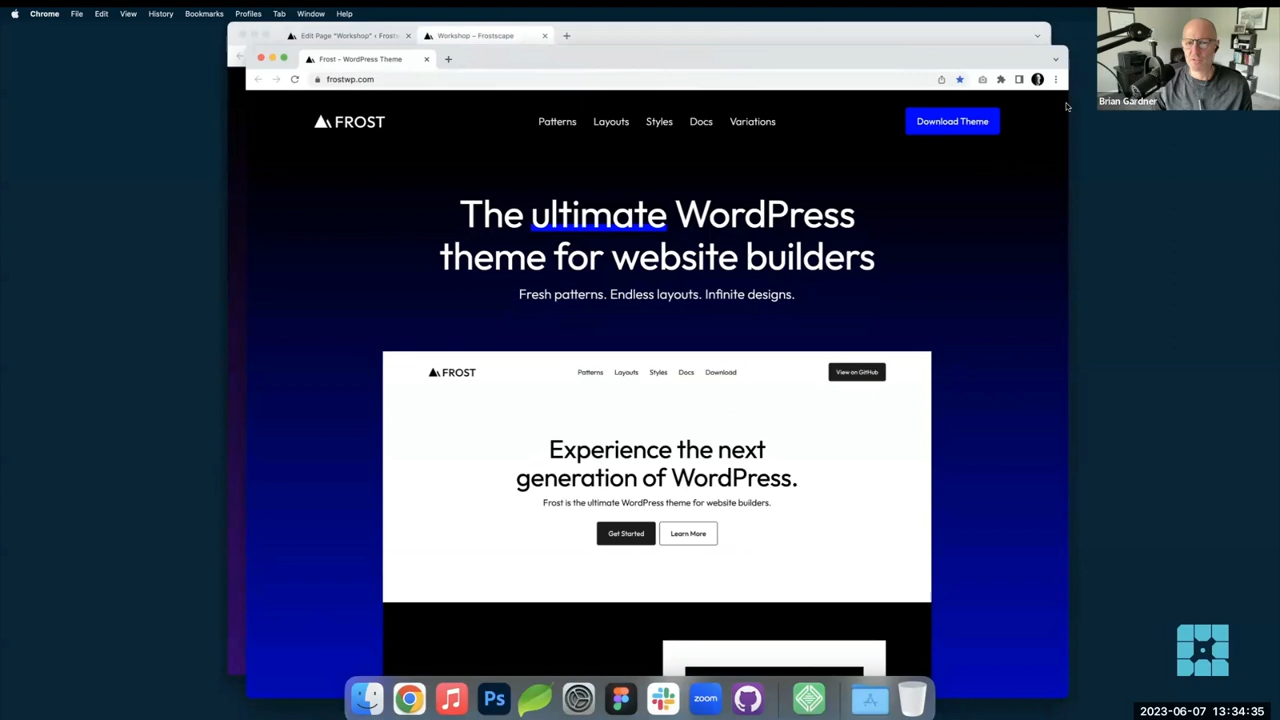 Chrome File Edit View History Bookmarks Profiles Tab Window Help
Edit Page "Workshop" ‹ Frosts
Workshop – Frostscape
Frost - WordPress Theme
frostwp.com
Brian Gardner
FROST
Patterns Layouts Styles Docs Variations
Download Theme
The ultimate WordPress
theme for website builders
Fresh patterns. Endless layouts. Infinite designs.
FROST
Patterns Layouts Styles Docs Download
View on GitHub
Experience the next
generation of WordPress.
Frost is the ultimate WordPress theme for website builders.
Get Started
Learn More
Ps
zoom
2023-06-07 13:34:35